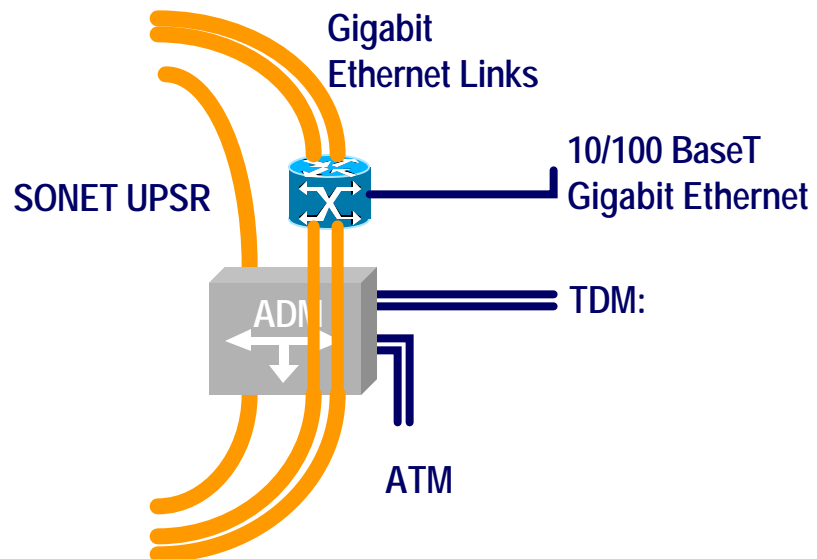 Gigabit
Ethernet Links
10/100 BaseT
Gigabit Ethernet
SONET UPSR
TDM:
ADM
ATM